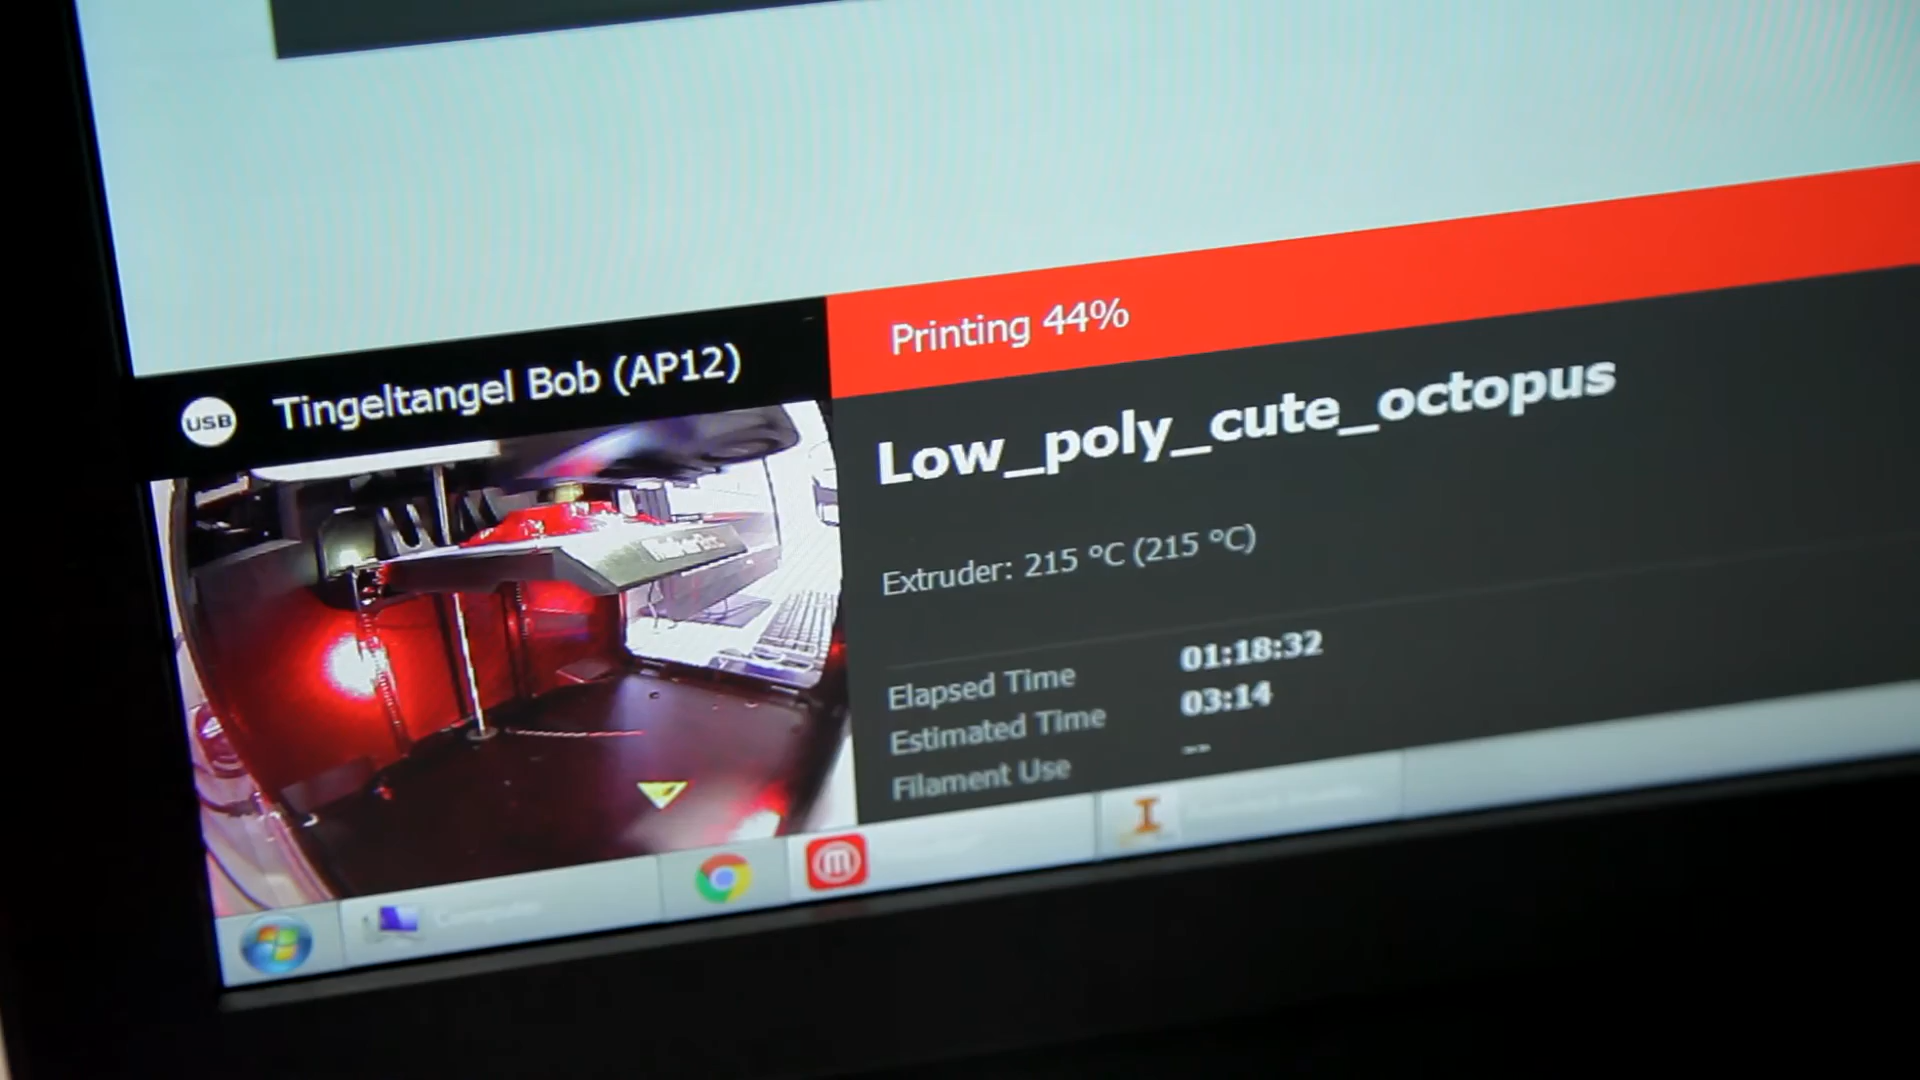 USB
Tingeltangel Bob (AP12)
Printing 44%
Low_poly_cute_octopus
Extruder: 215 °C (215 °C)
Elapsed Time 01:18:32
Estimated Time 03:14
Filament Use --
Computer